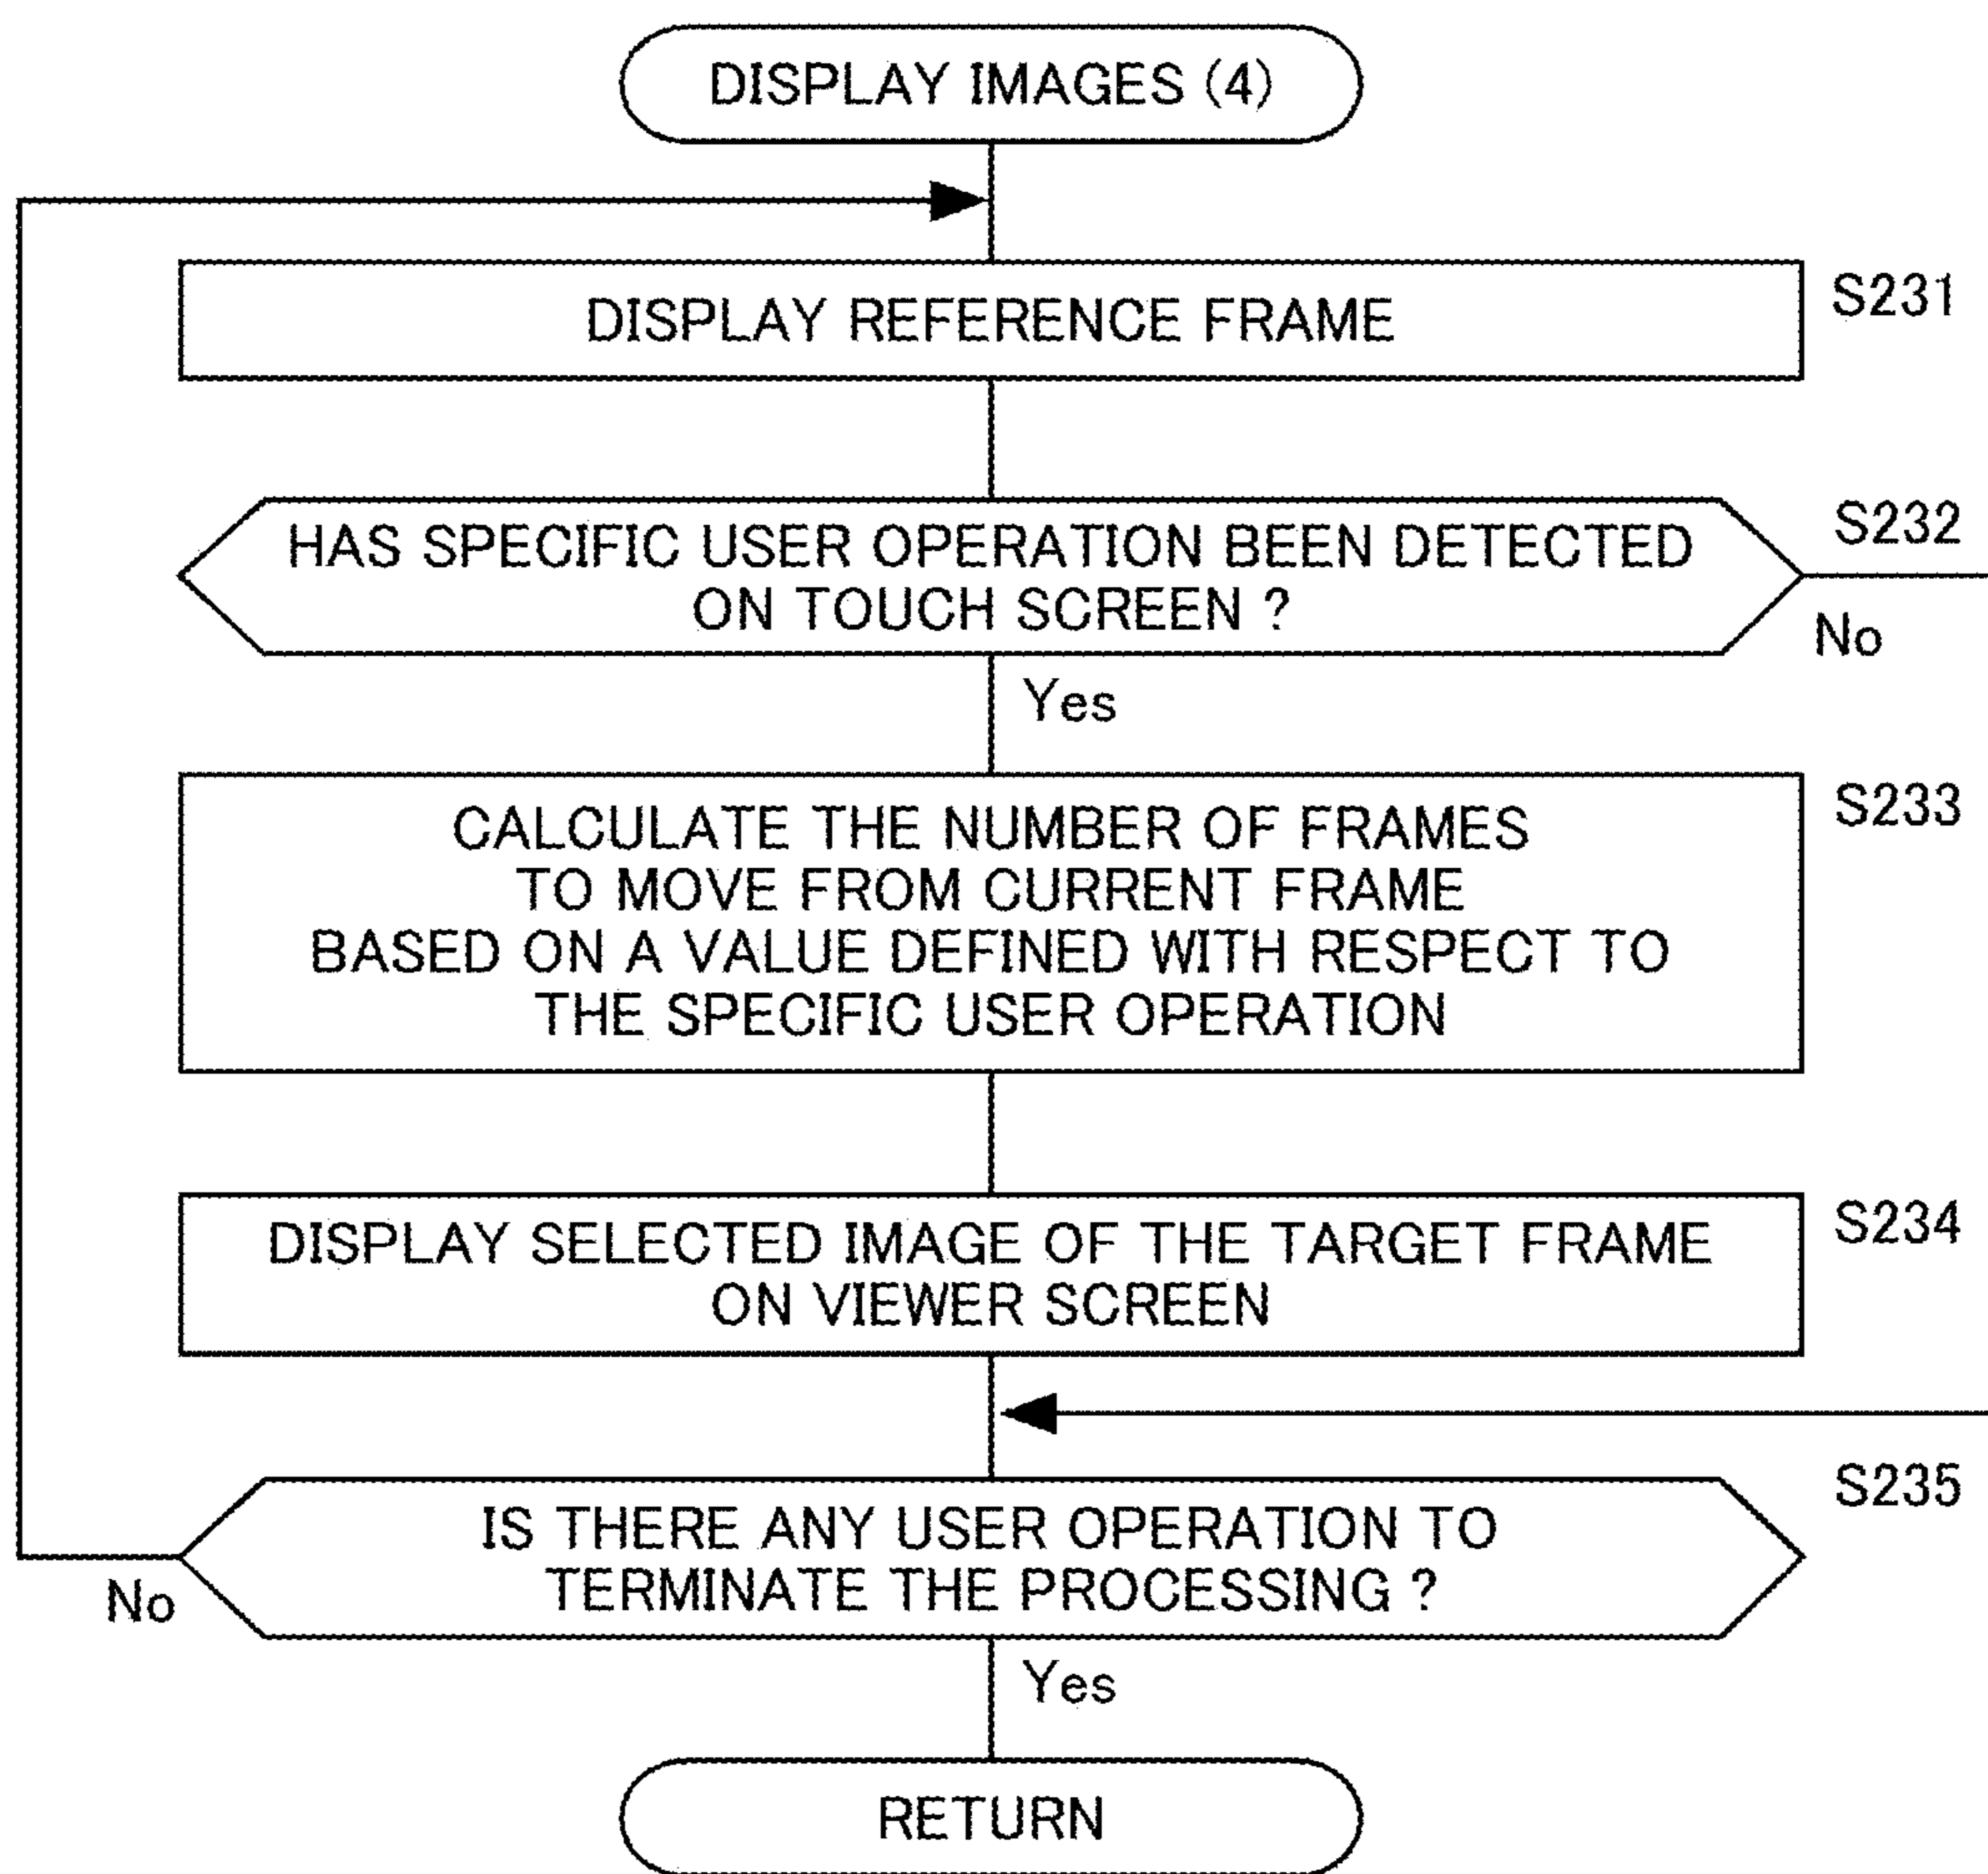 DISPLAY IMAGES (4)
DISPLAY REFERENCE FRAME
S231
HAS SPECIFIC USER OPERATION BEEN DETECTED
ON TOUCH SCREEN ?
S232
No
Yes
CALCULATE THE NUMBER OF FRAMES
TO MOVE FROM CURRENT FRAME
BASED ON A VALUE DEFINED WITH RESPECT TO
THE SPECIFIC USER OPERATION
S233
DISPLAY SELECTED IMAGE OF THE TARGET FRAME
ON VIEWER SCREEN
S234
IS THERE ANY USER OPERATION TO
TERMINATE THE PROCESSING ?
S235
No
Yes
RETURN